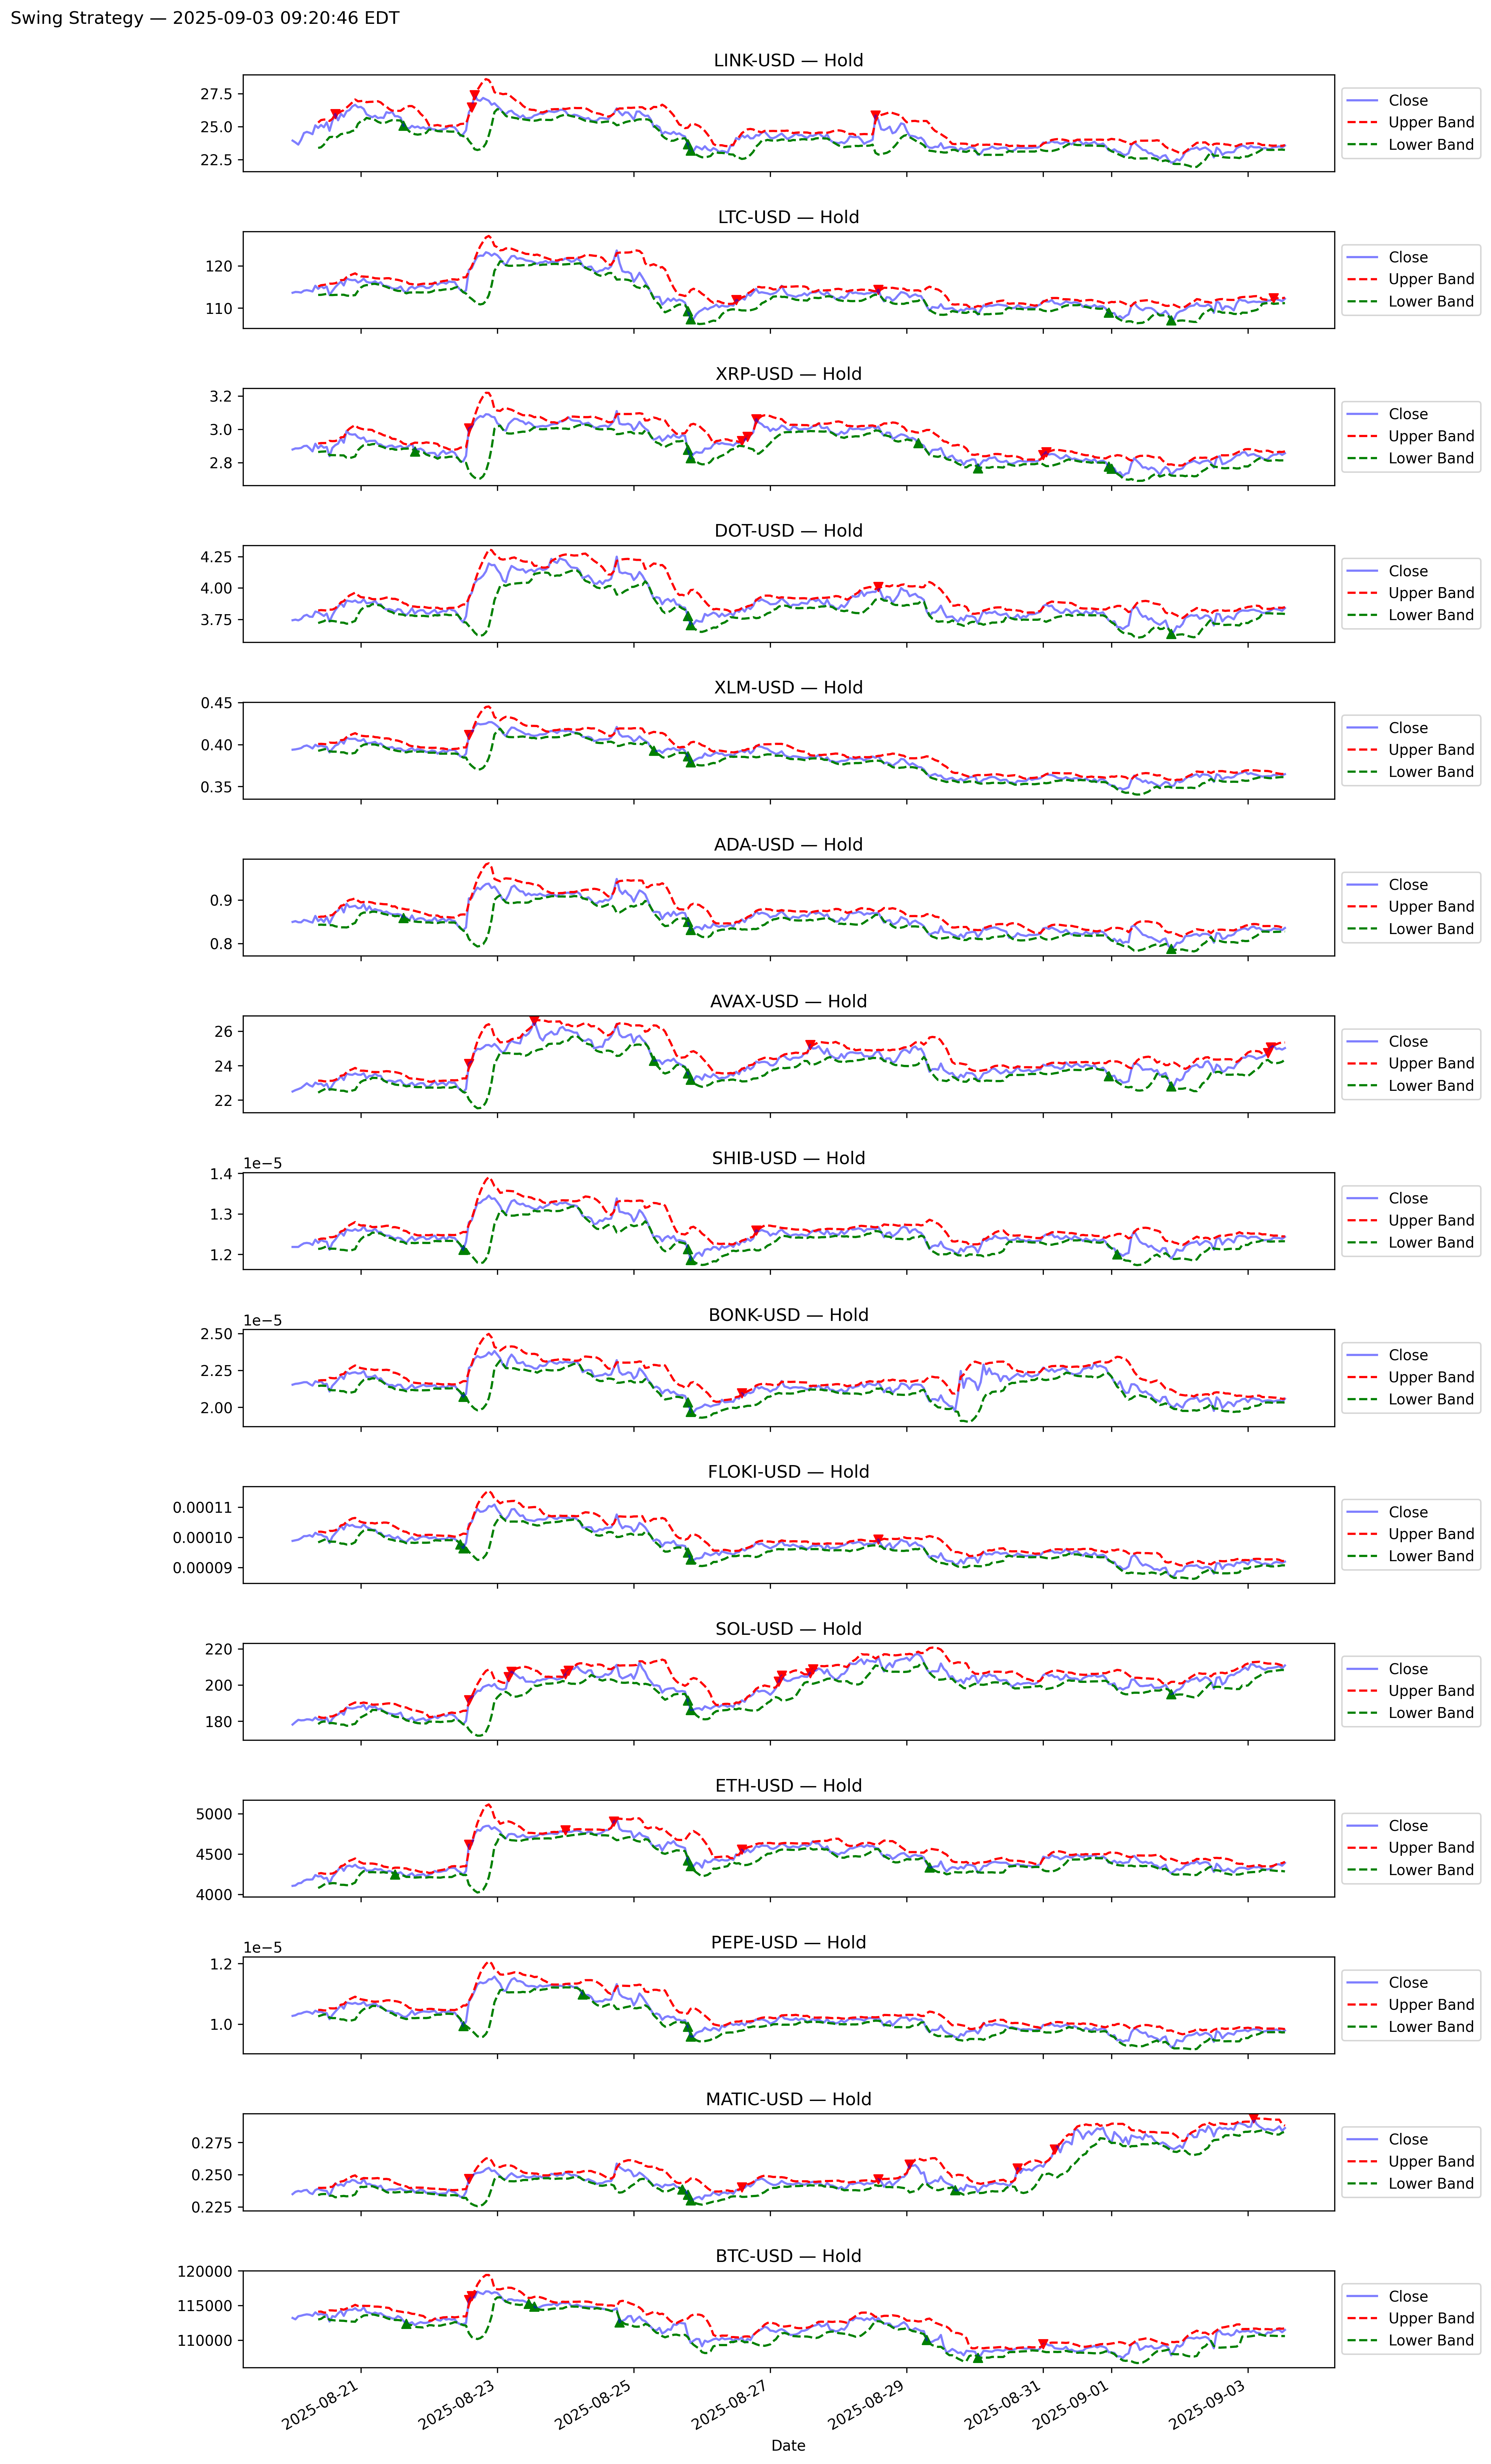 Swing Strategy — 2025-09-03 09:20:46 EDT
LINK-USD — Hold
27.5
25.0
22.5
Close
Upper Band
Lower Band
LTC-USD — Hold
120
110
Close
Upper Band
Lower Band
XRP-USD — Hold
3.2
3.0
2.8
Close
Upper Band
Lower Band
DOT-USD — Hold
4.25
4.00
3.75
Close
Upper Band
Lower Band
XLM-USD — Hold
0.45
0.40
0.35
Close
Upper Band
Lower Band
ADA-USD — Hold
0.9
0.8
Close
Upper Band
Lower Band
AVAX-USD — Hold
26
24
22
Close
Upper Band
Lower Band
SHIB-USD — Hold
1e−5
1.4
1.3
1.2
Close
Upper Band
Lower Band
BONK-USD — Hold
1e−5
2.50
2.25
2.00
Close
Upper Band
Lower Band
FLOKI-USD — Hold
0.00011
0.00010
0.00009
Close
Upper Band
Lower Band
SOL-USD — Hold
220
200
180
Close
Upper Band
Lower Band
ETH-USD — Hold
5000
4500
4000
Close
Upper Band
Lower Band
PEPE-USD — Hold
1e−5
1.2
1.0
Close
Upper Band
Lower Band
MATIC-USD — Hold
0.275
0.250
0.225
Close
Upper Band
Lower Band
BTC-USD — Hold
120000
115000
110000
Close
Upper Band
Lower Band
2025-08-21
2025-08-23
2025-08-25
2025-08-27
2025-08-29
2025-08-31
2025-09-01
2025-09-03
Date